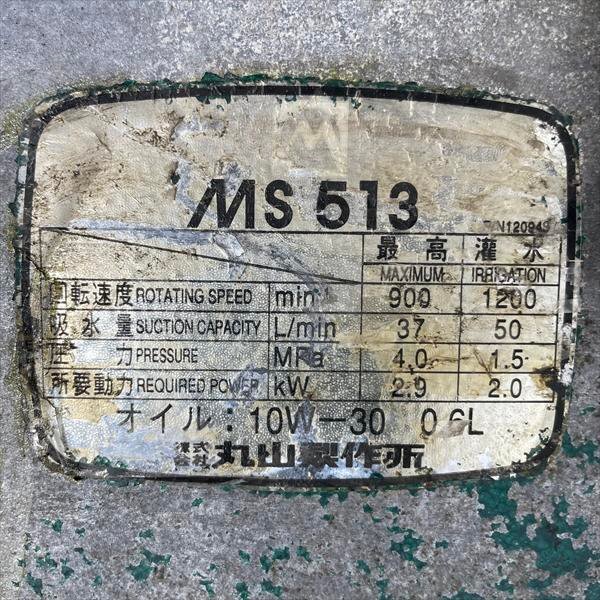 MS 513
P/N120949
最高 灌水
MAXIMUM IRRIGATION
回転速度 ROTATING SPEED min⁻¹ 900 1200
吸水量 SUCTION CAPACITY L/min 37 50
圧力 PRESSURE MPa 4.0 1.5
所要動力 REQUIRED POWER kW 2.9 2.0
オイル：10W－30 0.6L
株式会社 丸山製作所